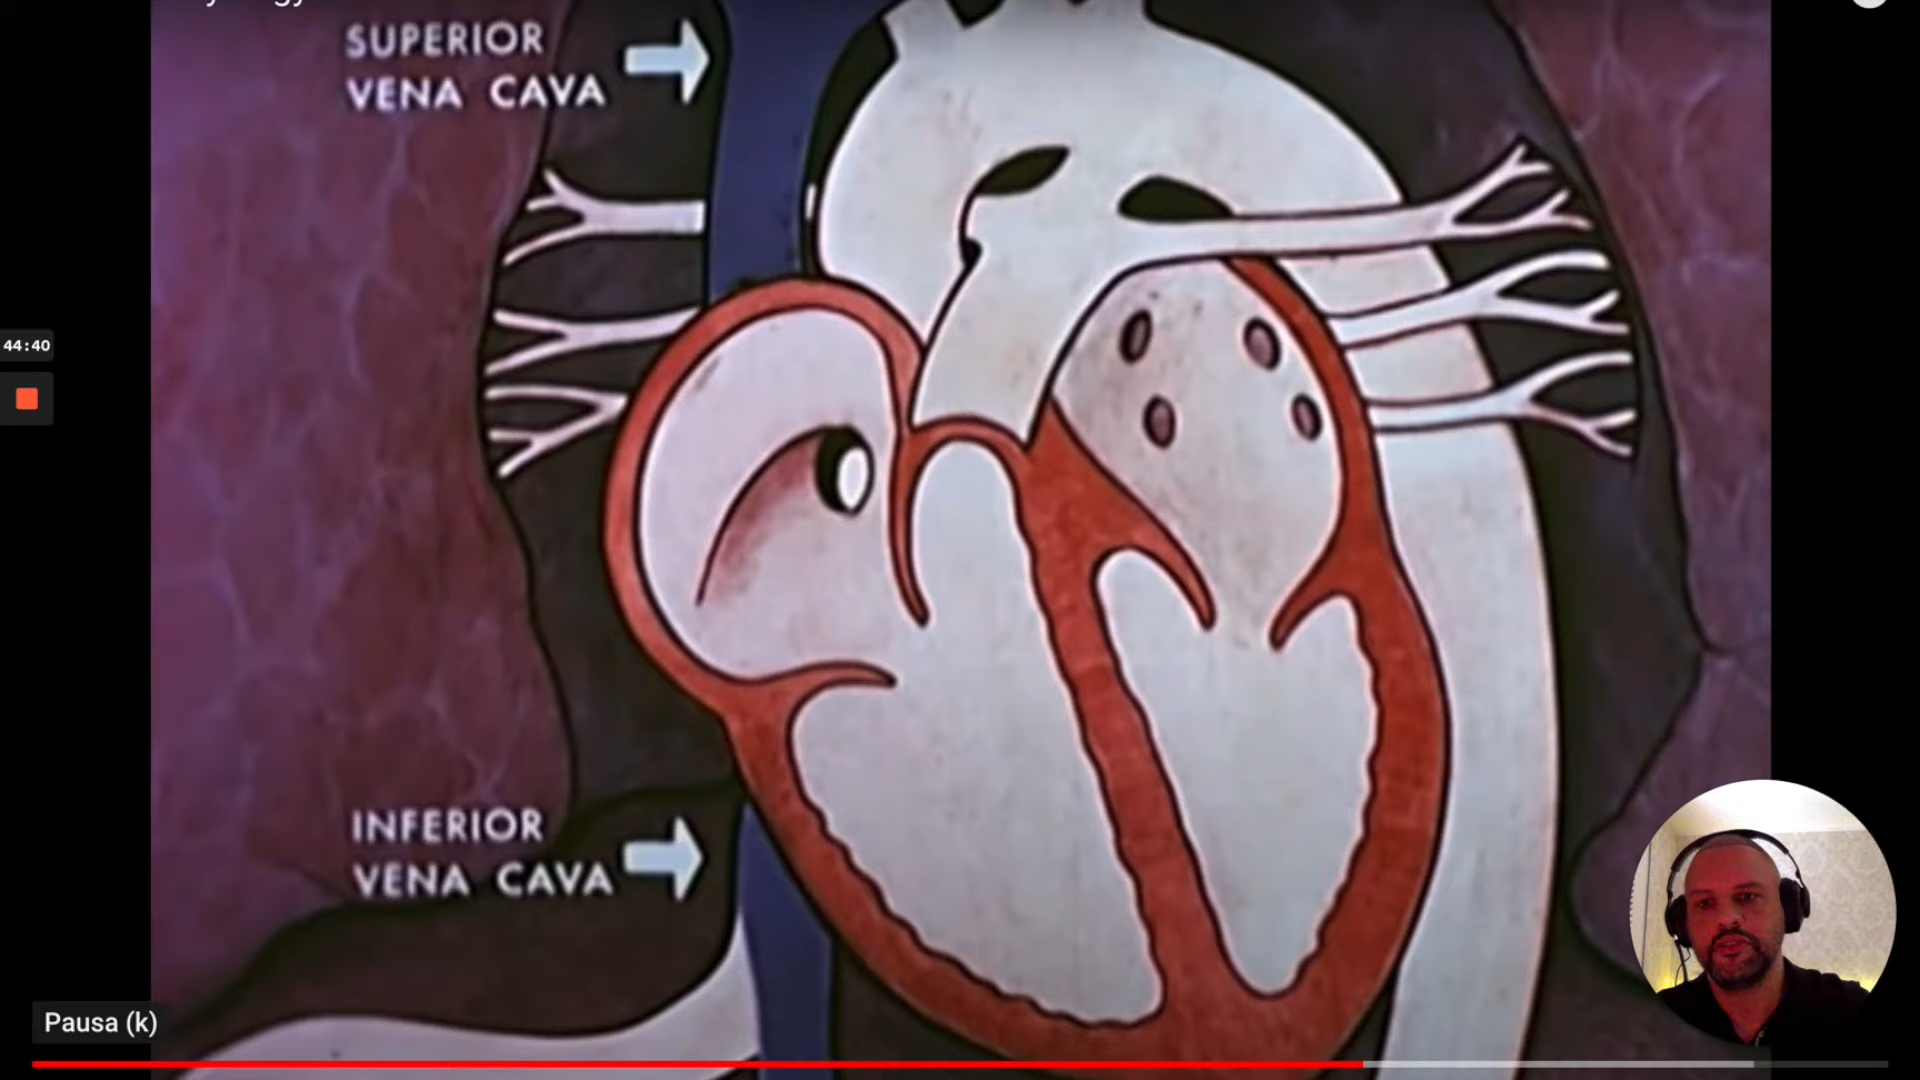 SUPERIOR
VENA CAVA
44:40
INFERIOR
VENA CAVA
Pausa (k)